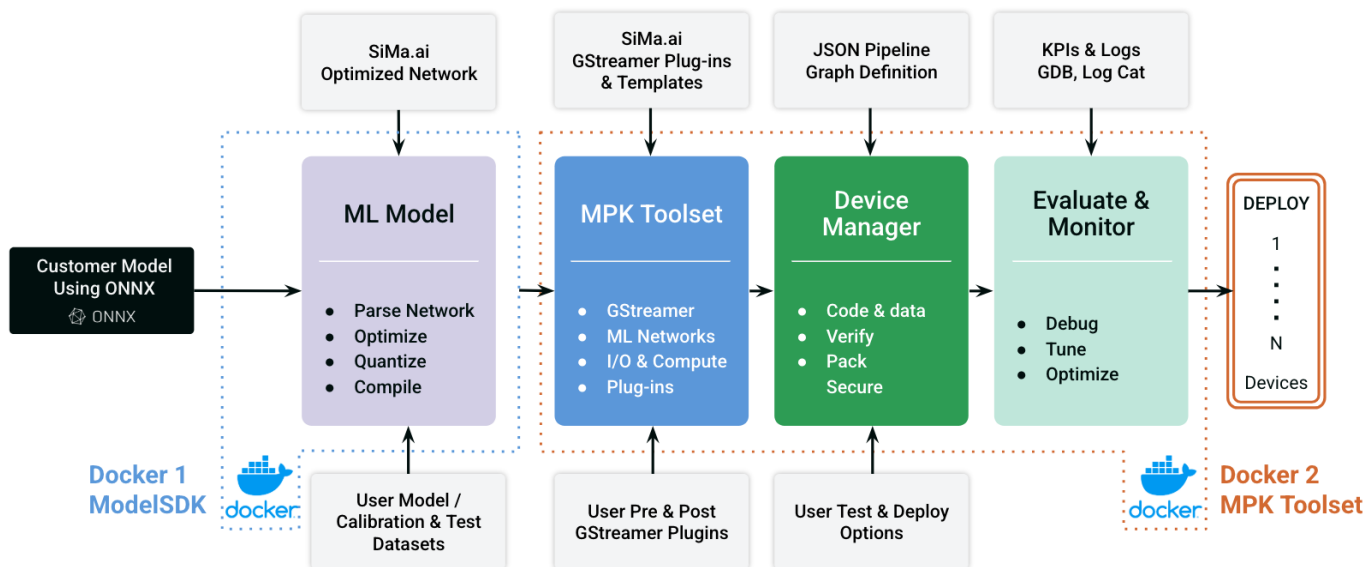 SiMa.ai
Optimized Network
SiMa.ai
GStreamer Plug-ins
& Templates
JSON Pipeline
Graph Definition
KPIs & Logs
GDB, Log Cat
Customer Model
Using ONNX
ONNX
ML Model
● Parse Network
● Optimize
● Quantize
● Compile
MPK Toolset
● GStreamer
● ML Networks
● I/O & Compute
● Plug-ins
Device
Manager
● Code & data
● Verify
● Pack
Secure
Evaluate &
Monitor
● Debug
● Tune
● Optimize
DEPLOY
1
N
Devices
Docker 1
ModelSDK
docker
User Model /
Calibration & Test
Datasets
User Pre & Post
GStreamer Plugins
User Test & Deploy
Options
docker
Docker 2
MPK Toolset